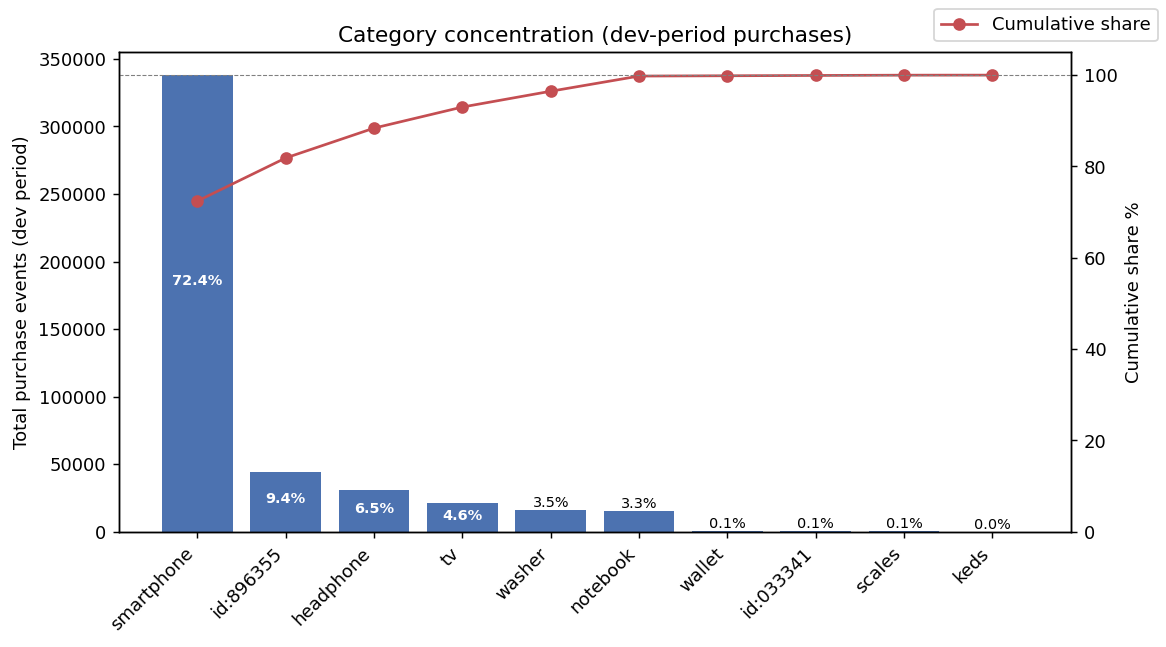 Category concentration (dev-period purchases)
Cumulative share
Total purchase events (dev period)
350000
300000
250000
200000
150000
100000
50000
0
100
80
60
40
20
0
Cumulative share %
72.4%
9.4%
6.5%
4.6%
3.5%
3.3%
0.1%
0.1%
0.1%
0.0%
smartphone
id:896355
headphone
tv
washer
notebook
wallet
id:033341
scales
keds